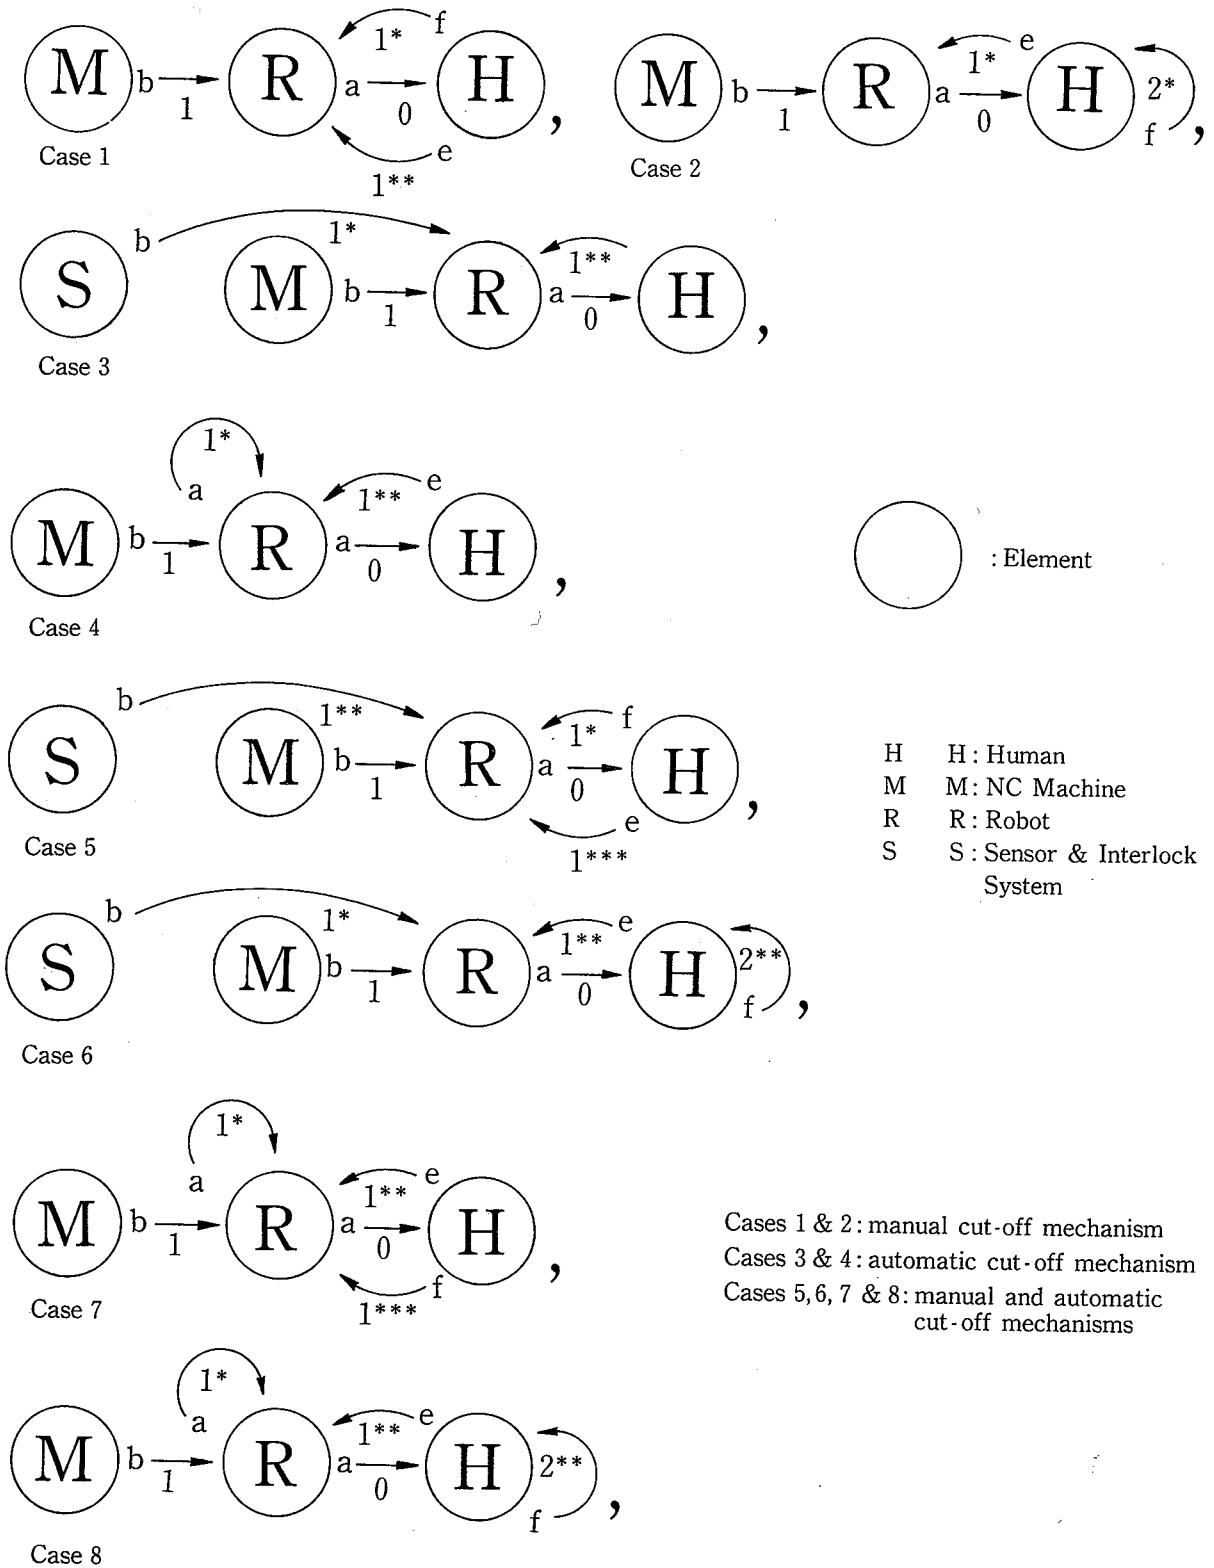 M b 1 R a 0 H 1* f 1** e ,
Case 1
M b 1 R a 0 H 1* e 2* f ,
Case 2
S b 1* M b 1 R a 0 H 1** ,
Case 3
M b 1 a 1* R a 0 H 1** e ,
Case 4
: Element
S b 1** M b 1 R a 0 H 1* f 1*** e ,
Case 5
H H : Human
M M : NC Machine
R R : Robot
S S : Sensor & Interlock
System
S b 1* M b 1 R a 0 H 1** e 2** f ,
Case 6
M b 1 a 1* R a 0 H 1** e 1*** f ,
Case 7
Cases 1 & 2 : manual cut-off mechanism
Cases 3 & 4 : automatic cut-off mechanism
Cases 5, 6, 7 & 8 : manual and automatic
cut-off mechanisms
M b 1 a 1* R a 0 H 1** e 2** f ,
Case 8